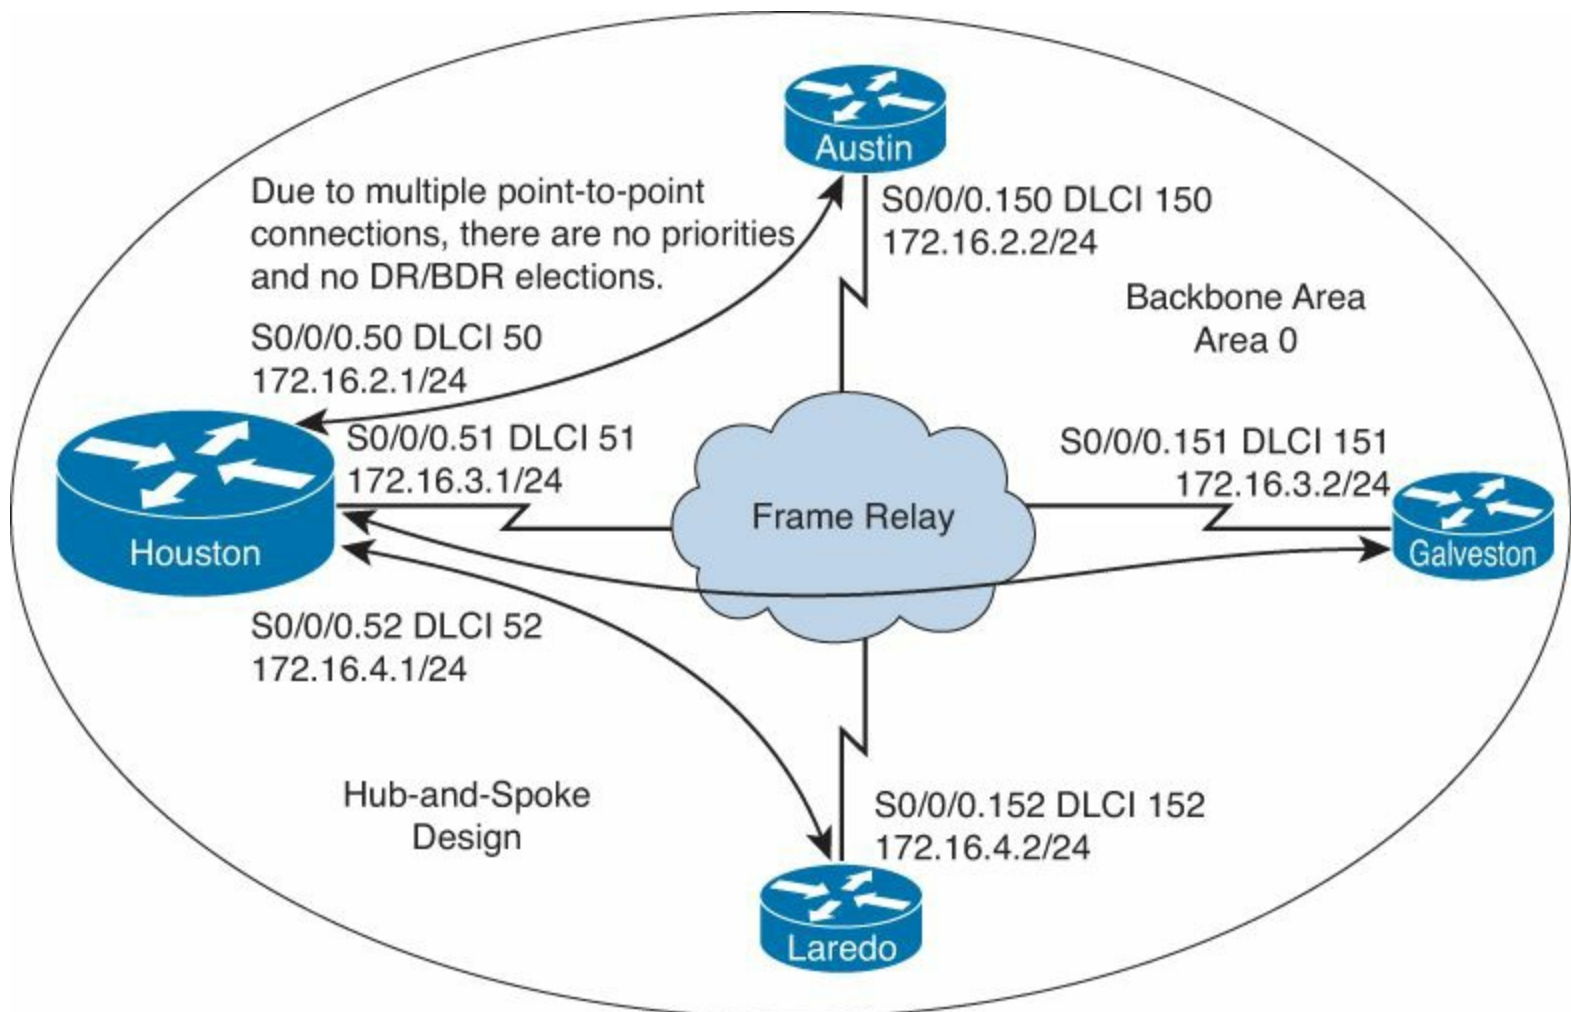 Austin
Due to multiple point-to-point
connections, there are no priorities
and no DR/BDR elections.
S0/0/0.150 DLCI 150
172.16.2.2/24
Backbone Area
Area 0
S0/0/0.50 DLCI 50
172.16.2.1/24
S0/0/0.51 DLCI 51
172.16.3.1/24
S0/0/0.151 DLCI 151
172.16.3.2/24
Frame Relay
Houston
Galveston
S0/0/0.52 DLCI 52
172.16.4.1/24
Hub-and-Spoke
Design
S0/0/0.152 DLCI 152
172.16.4.2/24
Laredo